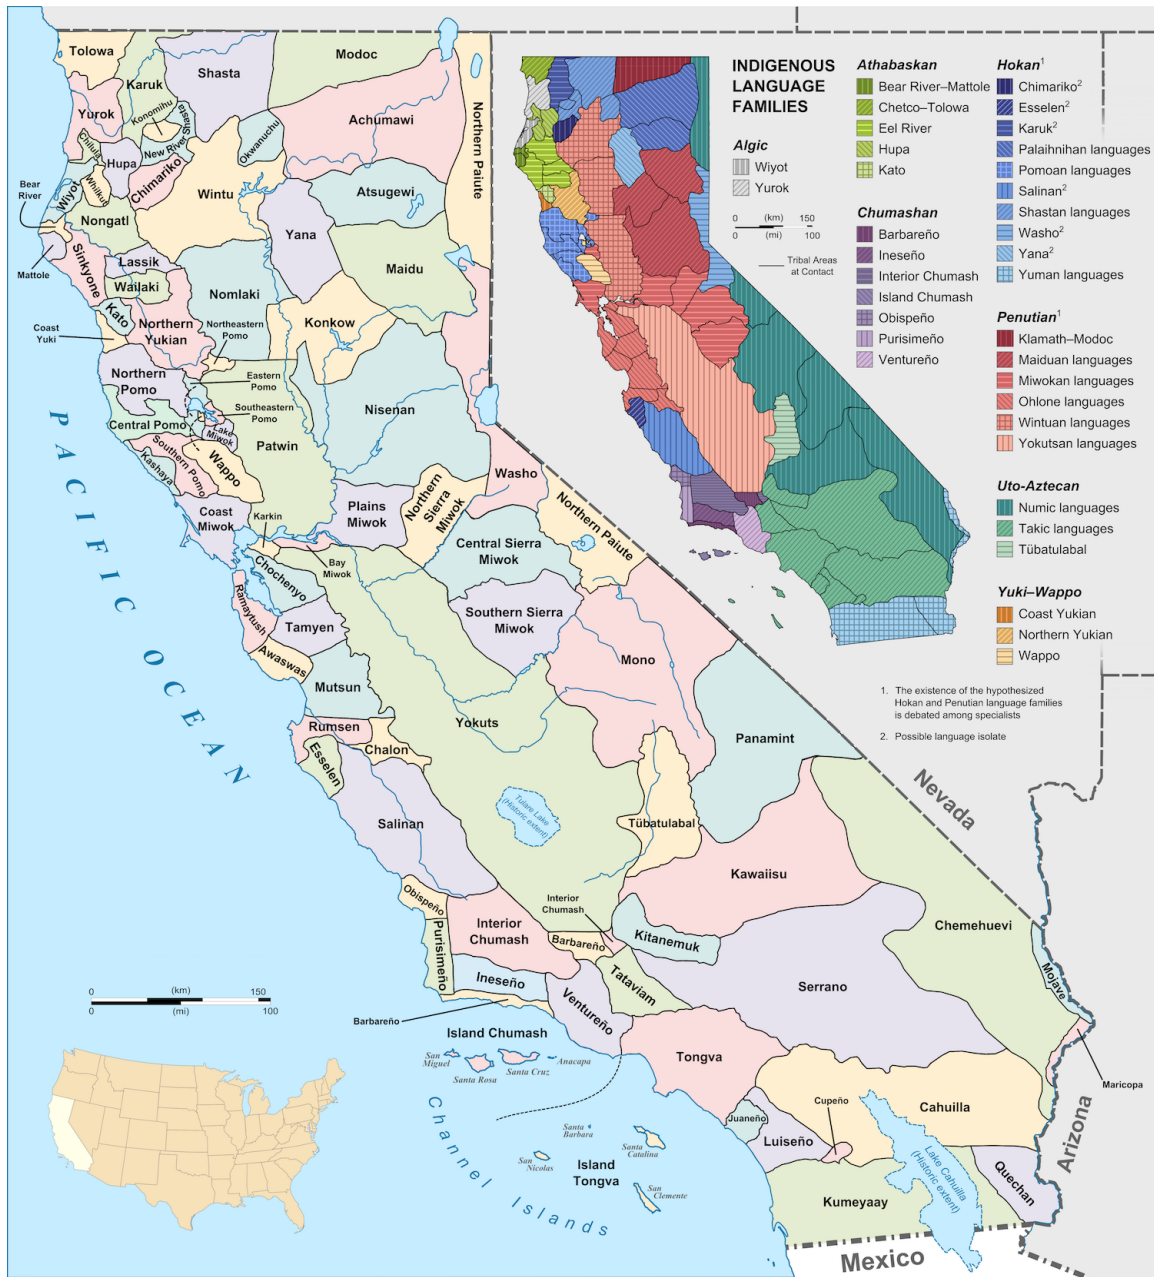 INDIGENOUS
LANGUAGE
FAMILIES
Algic
Wiyot
Yurok
0 (km) 150
0 (mi) 100
Tribal Areas
at Contact
Athabaskan
Bear River–Mattole
Chetco–Tolowa
Eel River
Hupa
Kato
Chumashan
Barbareño
Ineseño
Interior Chumash
Island Chumash
Obispeño
Purisimeño
Ventureño
Hokan1
Chimariko2
Esselen2
Karuk2
Palaihnihan languages
Pomoan languages
Salinan2
Shastan languages
Washo2
Yana2
Yuman languages
Penutian1
Klamath–Modoc
Maiduan languages
Miwokan languages
Ohlone languages
Wintuan languages
Yokutsan languages
Uto-Aztecan
Numic languages
Takic languages
Tübatulabal
Yuki–Wappo
Coast Yukian
Northern Yukian
Wappo
1. The existence of the hypothesized
Hokan and Penutian language families
is debated among specialists
2. Possible language isolate
Tolowa
Karuk
Shasta
Modoc
Northern Paiute
Yurok
Konomihu
New River
Shasta
Okwanuchu
Achumawi
Chilula
Hupa
Chimariko
Bear
River
Wiyot
Whilkut
Wintu
Atsugewi
Nongatl
Yana
Mattole
Sinkyone
Lassik
Wailaki
Maidu
Nomlaki
Kato
Northern
Yukian
Northeastern
Pomo
Konkow
Coast
Yuki
Northern
Pomo
Eastern
Pomo
Southeastern
Pomo
Nisenan
Central Pomo
Lake
Miwok
Patwin
Southern Pomo
Wappo
Kashaya
Washo
Northern
Sierra
Miwok
Plains
Miwok
Northern Paiute
Coast
Miwok
Karkin
Central Sierra
Miwok
Bay
Miwok
Chochenyo
Ramaytush
Southern Sierra
Miwok
Tamyen
Mono
Awaswas
Mutsun
Yokuts
Panamint
Rumsen
Chalon
Esselen
Tulare Lake
(Historic extent)
Salinan
Tübatulabal
Kawaiisu
Nevada
Obispeño
Interior
Chumash
Interior
Chumash
Chemehuevi
Purisimeño
Barbareño
Kitanemuk
Mojave
Ineseño
Tataviam
Serrano
Ventureño
Barbareño
Island Chumash
Tongva
San
Miguel
Santa Rosa
Santa Cruz
Anacapa
Maricopa
Cupeño
Cahuilla
Juaneño
Luiseño
Arizona
Santa
Barbara
Santa
Catalina
San
Nicolas
Island
Tongva
San
Clemente
Lake Cahuilla
(Historic extent)
Quechan
Kumeyaay
Mexico
PACIFIC OCEAN
Channel Islands
0 (km) 150
0 (mi) 100